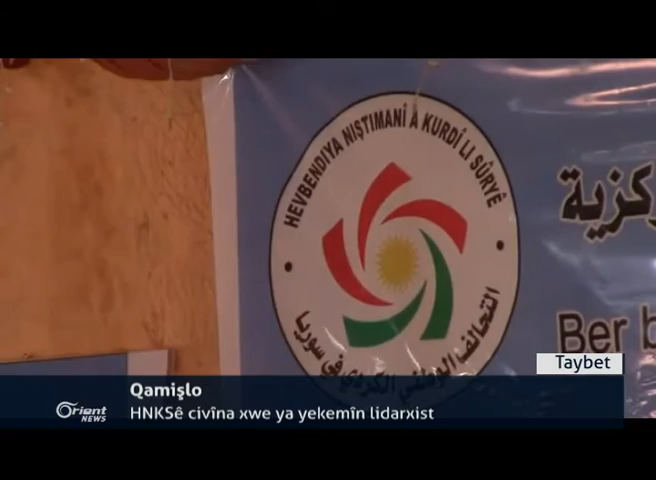 HEVBENDIYA NIŞTIMANÎ A KURDÎ LI SÛRYÊ
التحالف الوطني الكردي في سوريا
Ber b
Taybet
Qamişlo
HNKSê civîna xwe ya yekemîn lidarxist
Orient
NEWS